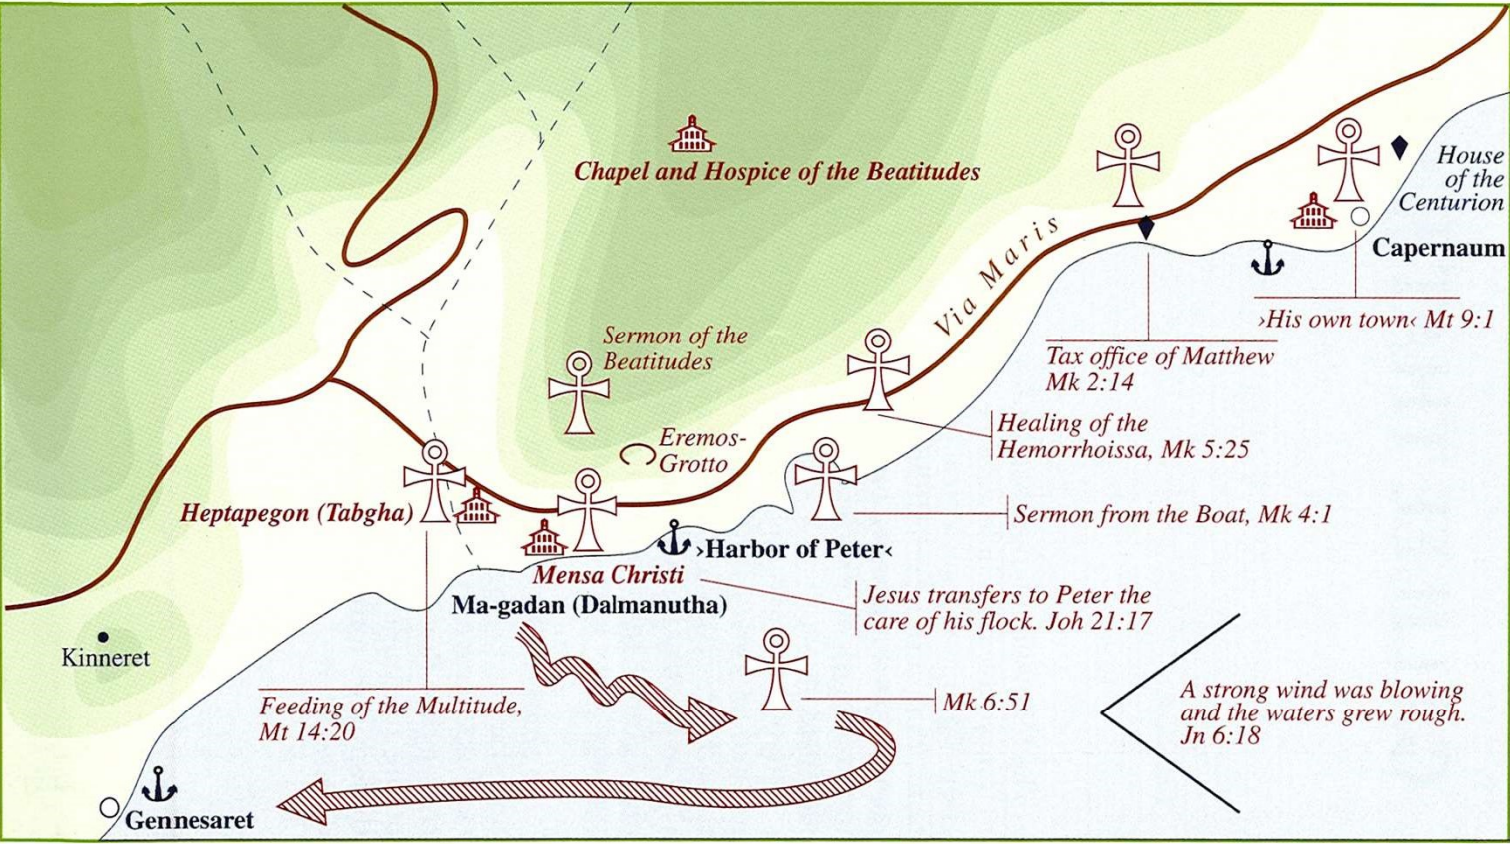 Chapel and Hospice of the Beatitudes
House
of the
Centurion
Capernaum
›His own town‹ Mt 9:1
Via Maris
Tax office of Matthew
Mk 2:14
Sermon of the
Beatitudes
Healing of the
Hemorrhoissa, Mk 5:25
Eremos-
Grotto
Heptapegon (Tabgha)
Sermon from the Boat, Mk 4:1
›Harbor of Peter‹
Mensa Christi
Ma-gadan (Dalmanutha)
Jesus transfers to Peter the
care of his flock. Joh 21:17
Kinneret
Feeding of the Multitude,
Mt 14:20
Mk 6:51
A strong wind was blowing
and the waters grew rough.
Jn 6:18
Gennesaret